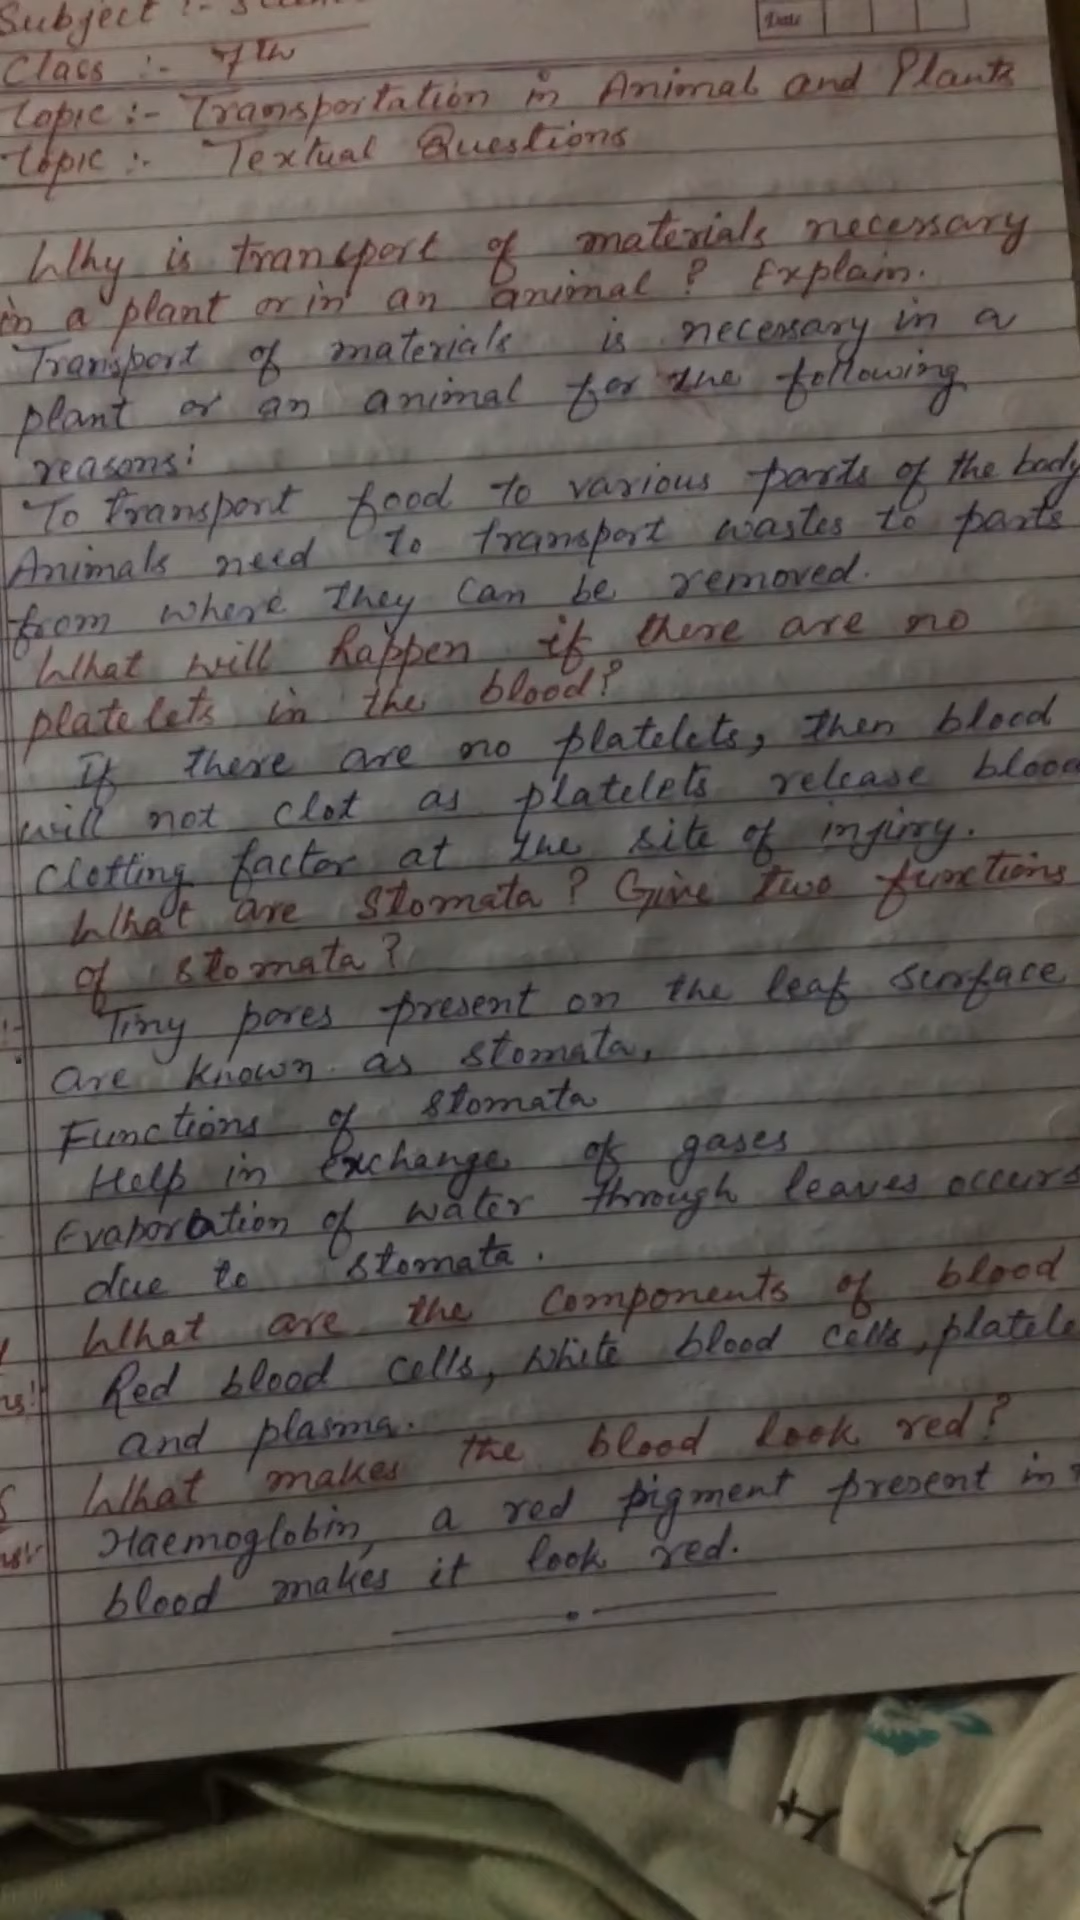 Subject :-
Date
Class :- 7th
Topic :- Transportation in Animal and Plants
Topic :- Textual Questions
Why is transport of materials necessary
in a plant or in an animal? Explain.
Transport of materials is necessary in a
plant or an animal for the following
reasons:
To transport food to various parts of the body
Animals need to transport wastes to parts
from where they can be removed.
What will happen if there are no
platelets in the blood?
If there are no platelets, then blood
will not clot as platelets release blood
clotting factor at the site of injury.
What are stomata? Give two functions
of stomata?
Tiny pores present on the leaf surface
are known as stomata,
Functions of stomata
Help in exchange of gases
Evaporation of water through leaves occurs
due to stomata.
What are the components of blood
Red blood cells, white blood cells, platele
and plasma.
What makes the blood look red?
Haemoglobin, a red pigment present in
blood makes it look red.